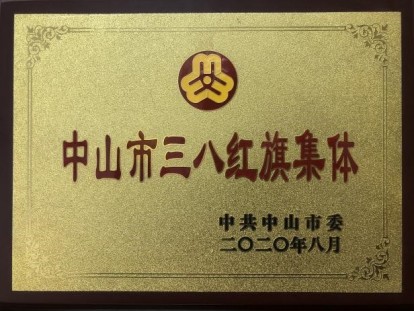 中山市三八红旗集体
中共中山市委
二〇二〇年八月